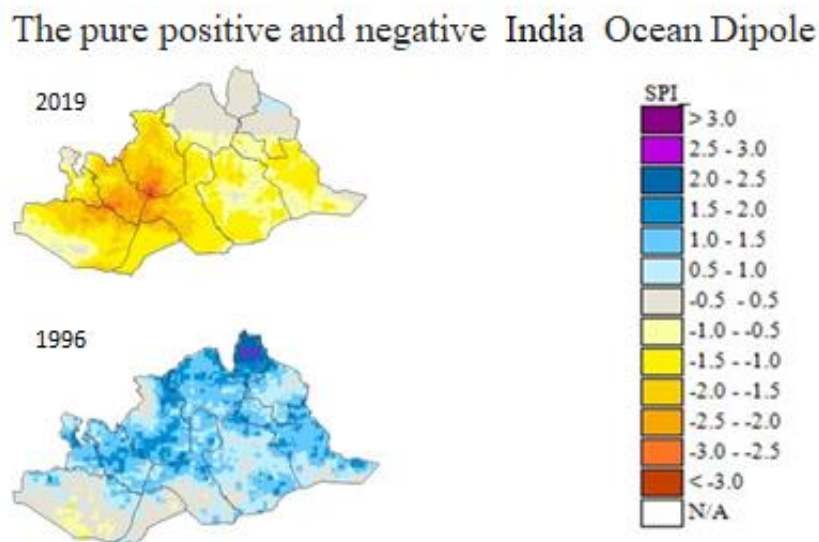 The pure positive and negative India Ocean Dipole
2019
1996
SPI_
> 3.0
2.5 - 3.0
2.0 - 2.5
1.5 - 2.0
1.0 - 1.5
0.5 - 1.0
-0.5 - 0.5
-1.0 - -0.5
-1.5 - -1.0
-2.0 - -1.5
-2.5 - -2.0
-3.0 - -2.5
< -3.0
N/A